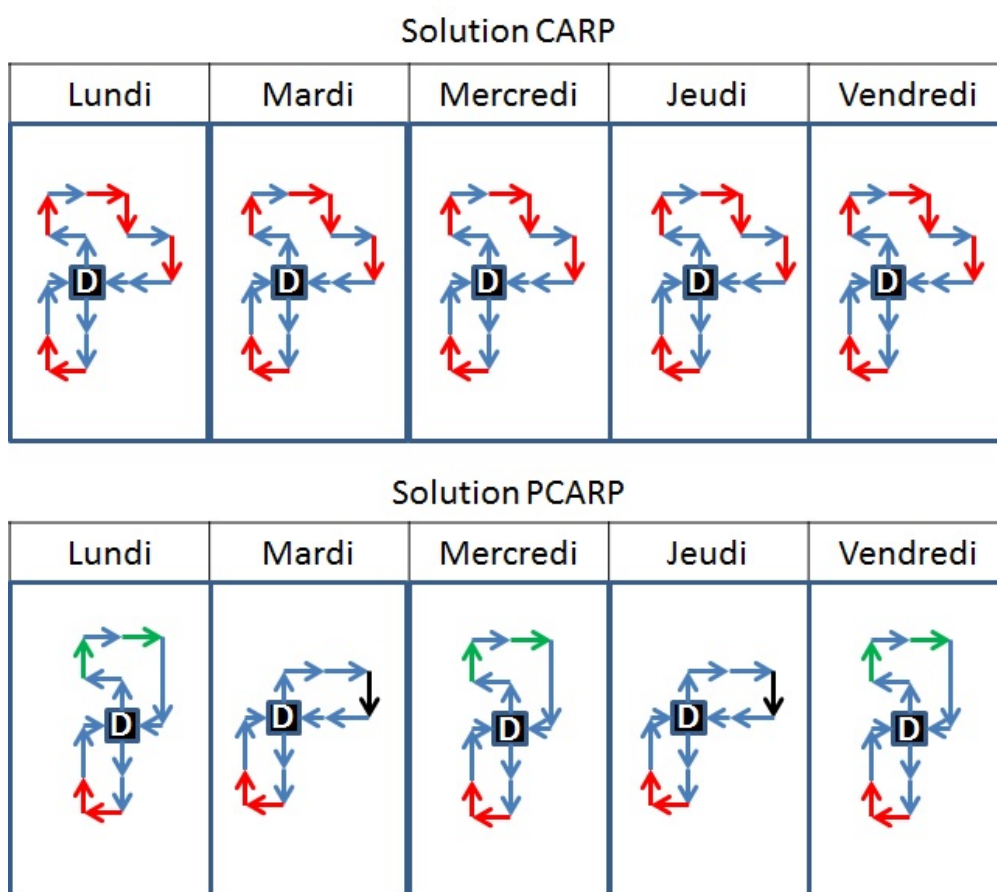 Solution CARP
Lundi Mardi Mercredi Jeudi Vendredi
D D D D D
Solution PCARP
Lundi Mardi Mercredi Jeudi Vendredi
D D D D D